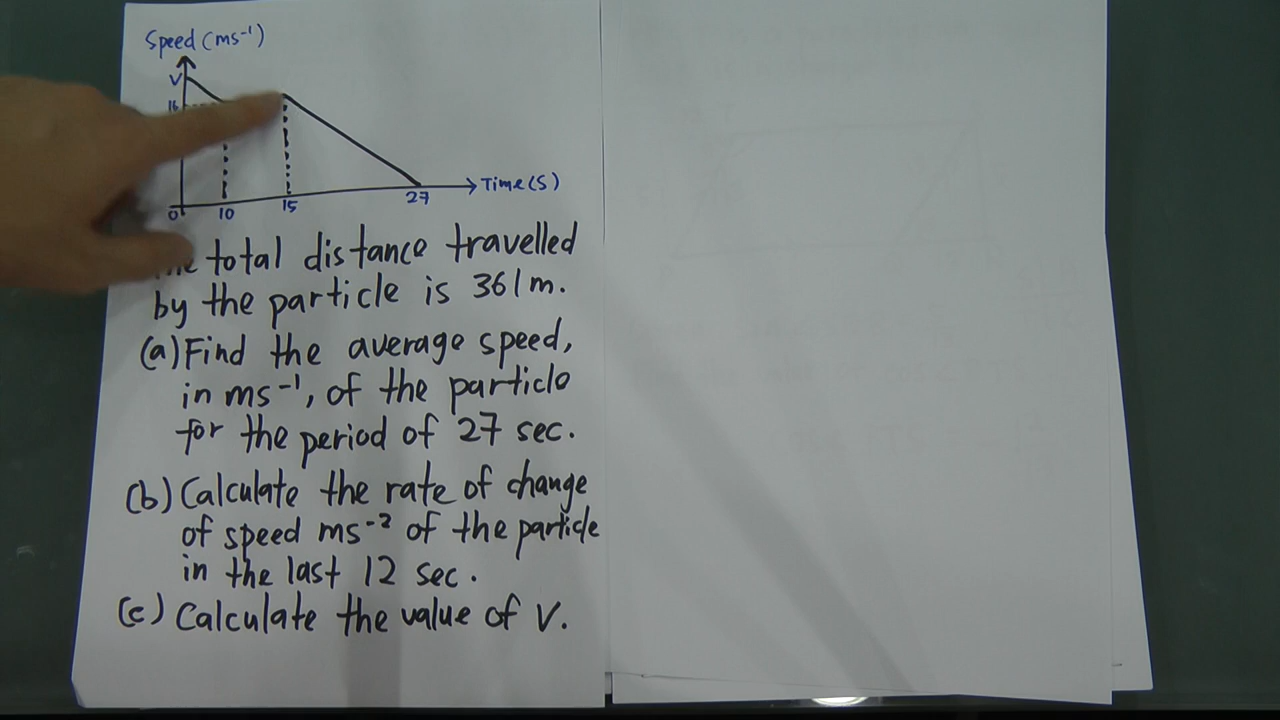 Speed (ms⁻¹)
V
16
0 10 15 27 Time (s)
total distance travelled
by the particle is 361m.
(a) Find the average speed,
in ms⁻¹, of the particle
for the period of 27 sec.
(b) Calculate the rate of change
of speed ms⁻² of the particle
in the last 12 sec.
(c) Calculate the value of V.